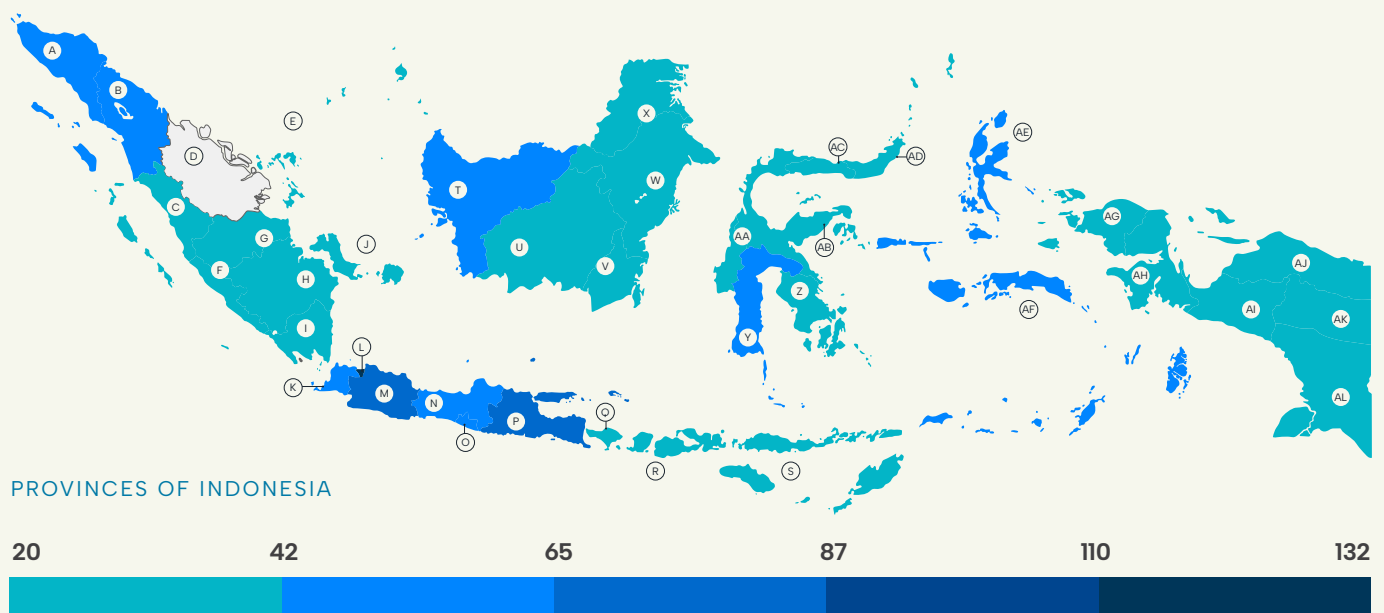 A
B
E
D
C
G
F
H
J
I
L
K
M
N
O
P
Q
R
S
T
U
V
W
X
AC
AD
AE
AA
AB
Z
Y
AF
AG
AH
AJ
AI
AK
AL
PROVINCES OF INDONESIA
20 42 65 87 110 132